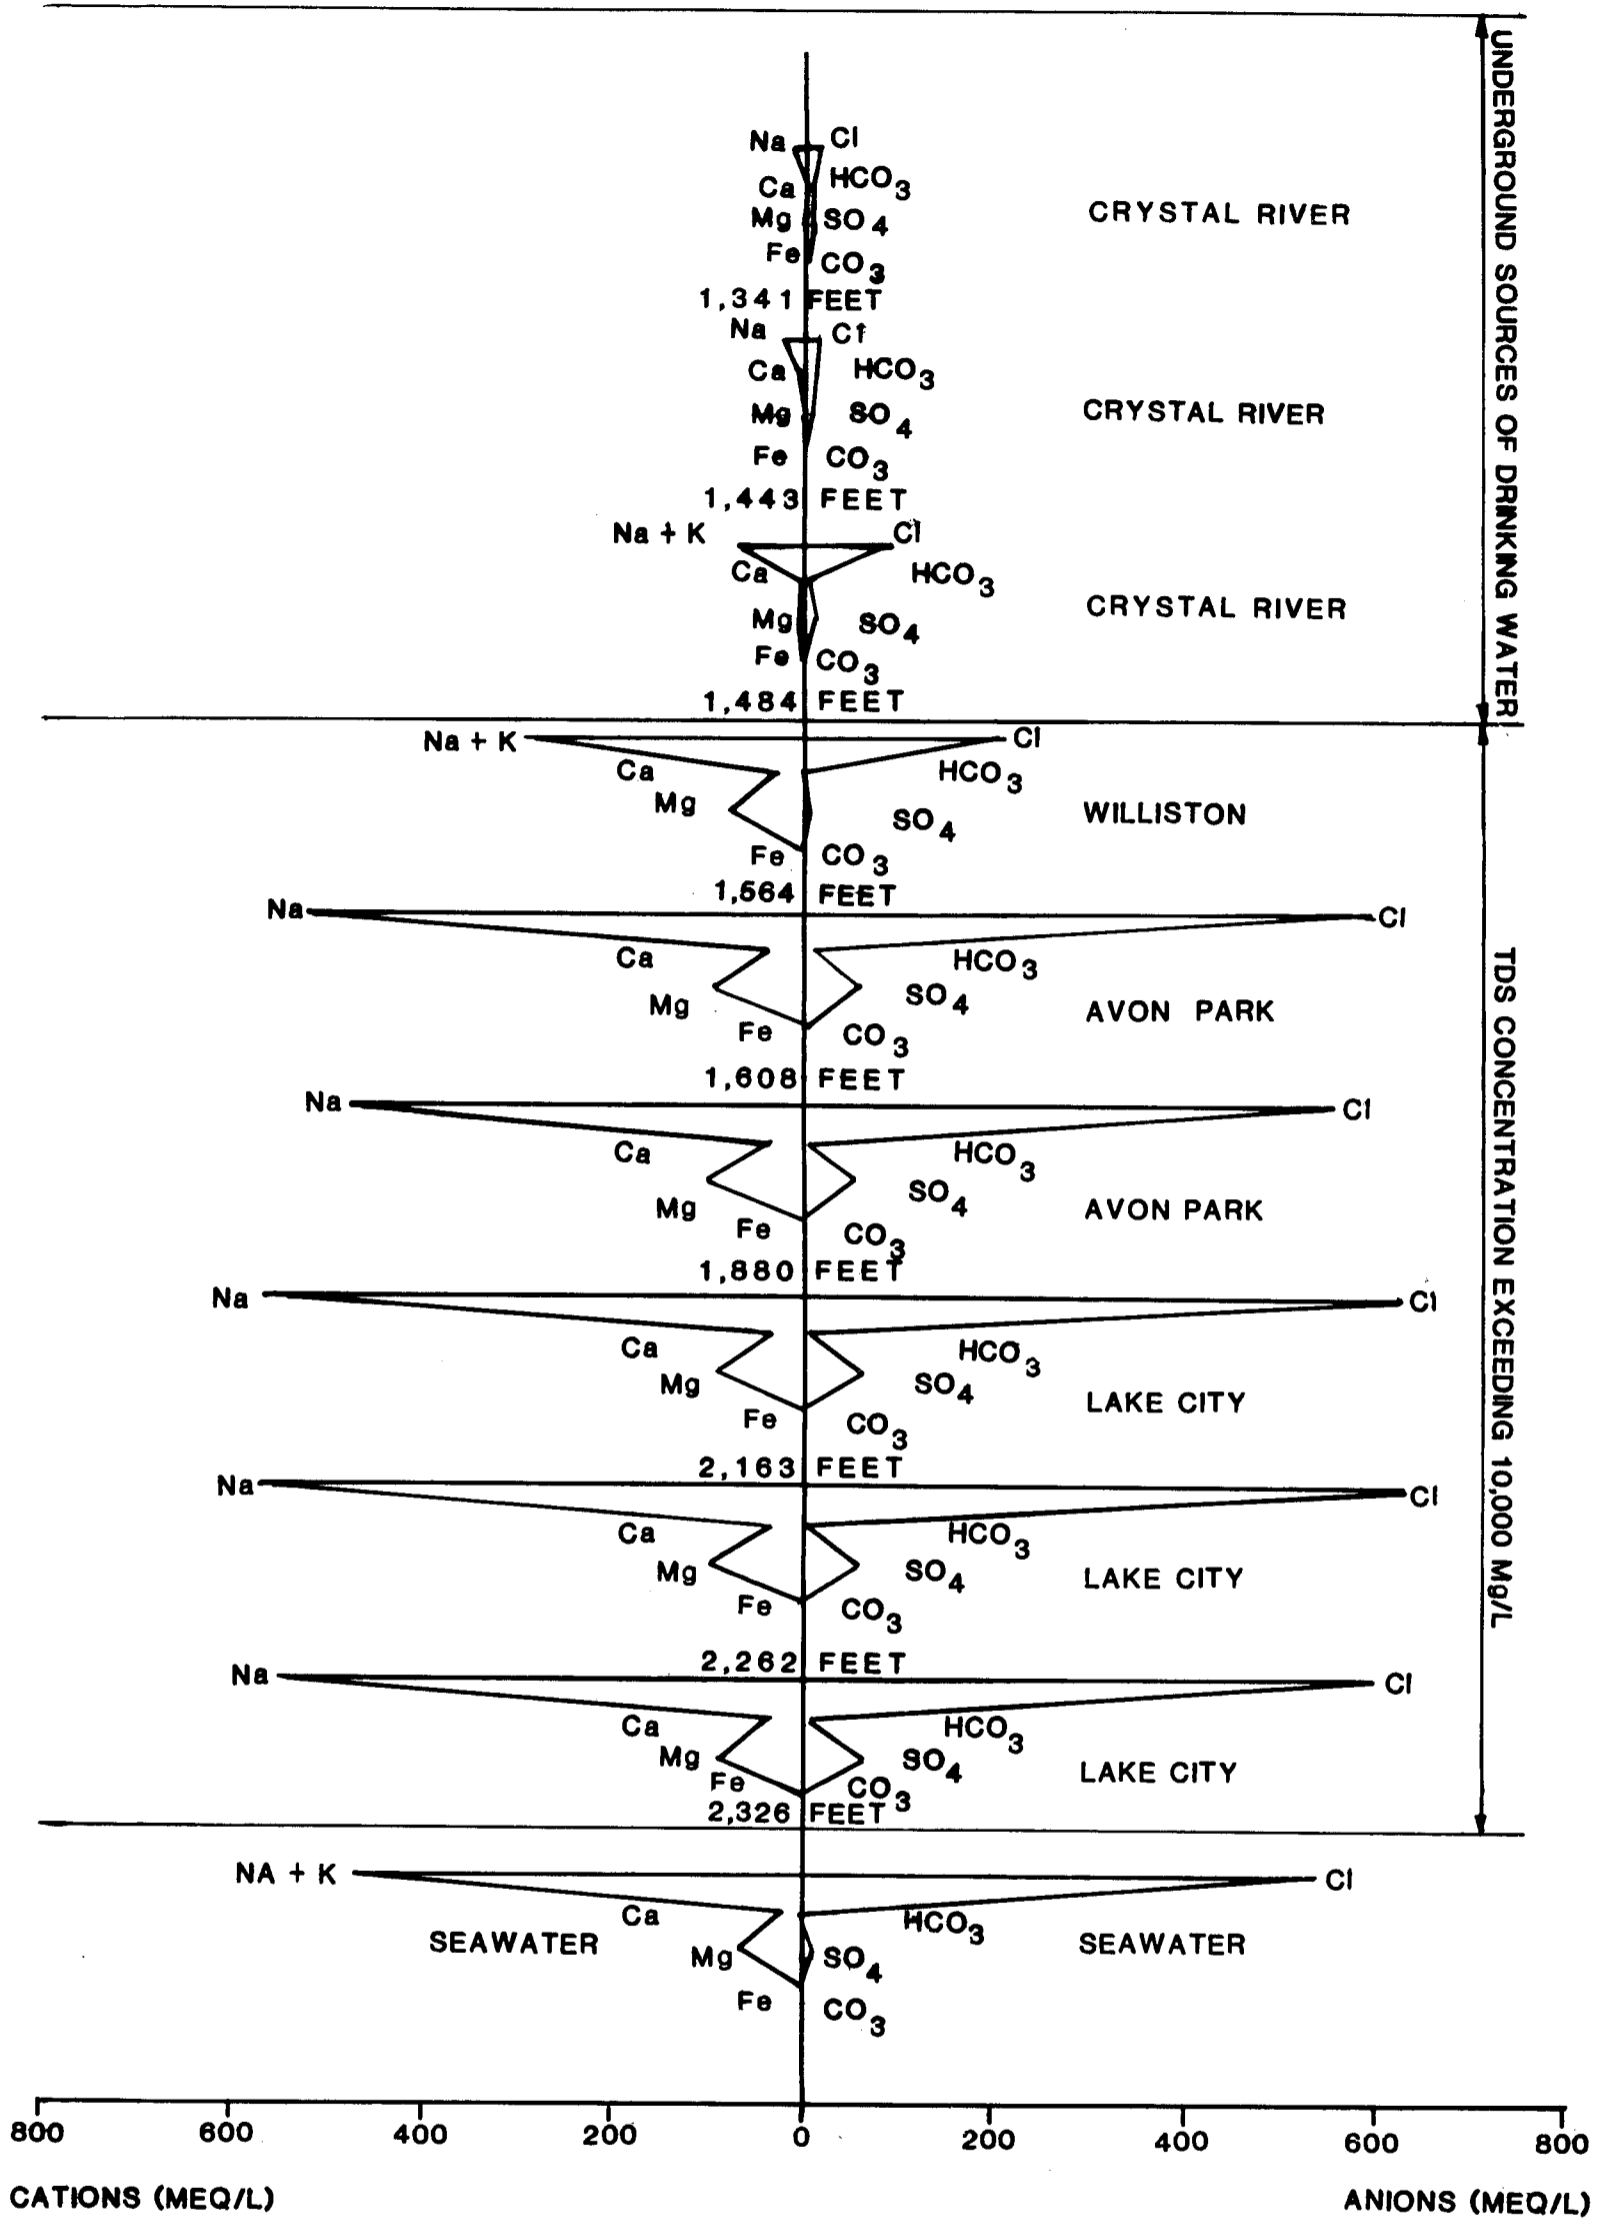 UNDERGROUND SOURCES OF DRINKING WATER
Na Cl
Ca HCO3
Mg SO4
Fe CO3
CRYSTAL RIVER
1,341 FEET
Na Cl
Ca HCO3
Mg SO4
Fe CO3
CRYSTAL RIVER
1,443 FEET
Na + K Cl
Ca HCO3
Mg SO4
Fe CO3
CRYSTAL RIVER
1,484 FEET
TDS CONCENTRATION EXCEEDING 10,000 Mg/L
Na + K Cl
Ca HCO3
Mg SO4
Fe CO3
WILLISTON
1,564 FEET
Na Cl
Ca HCO3
Mg SO4
Fe CO3
AVON PARK
1,608 FEET
Na Cl
Ca HCO3
Mg SO4
Fe CO3
AVON PARK
1,880 FEET
Na Cl
Ca HCO3
Mg SO4
Fe CO3
LAKE CITY
2,163 FEET
Na Cl
Ca HCO3
Mg SO4
Fe CO3
LAKE CITY
2,262 FEET
Na Cl
Ca HCO3
Mg SO4
Fe CO3
LAKE CITY
2,326 FEET
NA + K Cl
Ca HCO3
SEAWATER Mg SO4 SEAWATER
Fe CO3
800 600 400 200 0 200 400 600 800
CATIONS (MEQ/L) ANIONS (MEQ/L)